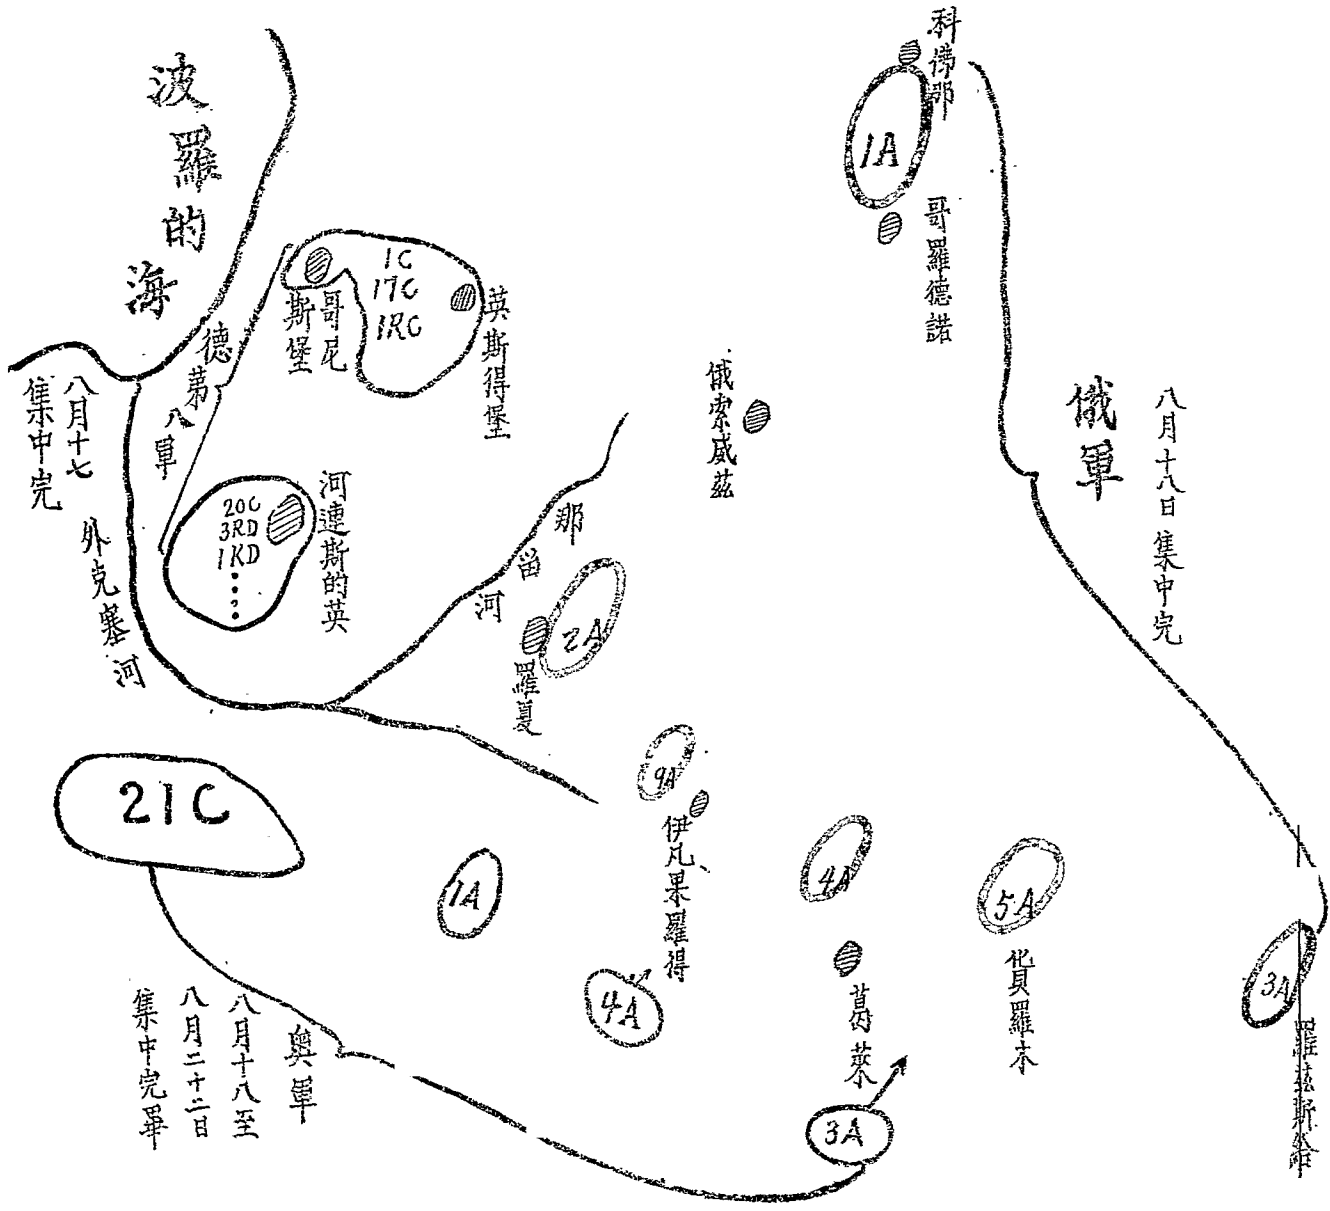 波羅的海
科佛那
1A
哥羅德諾
俄軍
八月十八日集中完
1C
17C
1RC
哥尼斯堡
英斯得堡
德第八軍
八月十七
集中完
俄索威茲
20C
3RD
1KD
河連斯的英
外克塞河
那留河
2A
羅夏
9A
伊凡果羅得
21C
1A
4A
4A
葛萊
5A
化貝羅木
3A
羅茲斯
3A
奧軍
八月十八至
八月二十二日
集中完畢